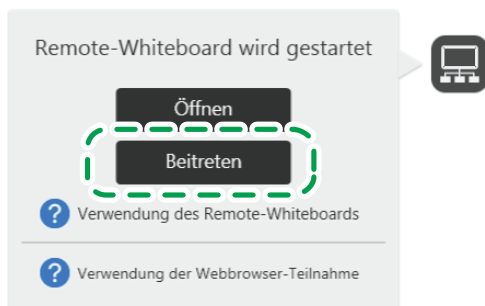 Remote-Whiteboard wird gestartet
Öffnen
Beitreten
? Verwendung des Remote-Whiteboards
? Verwendung der Webbrowser-Teilnahme